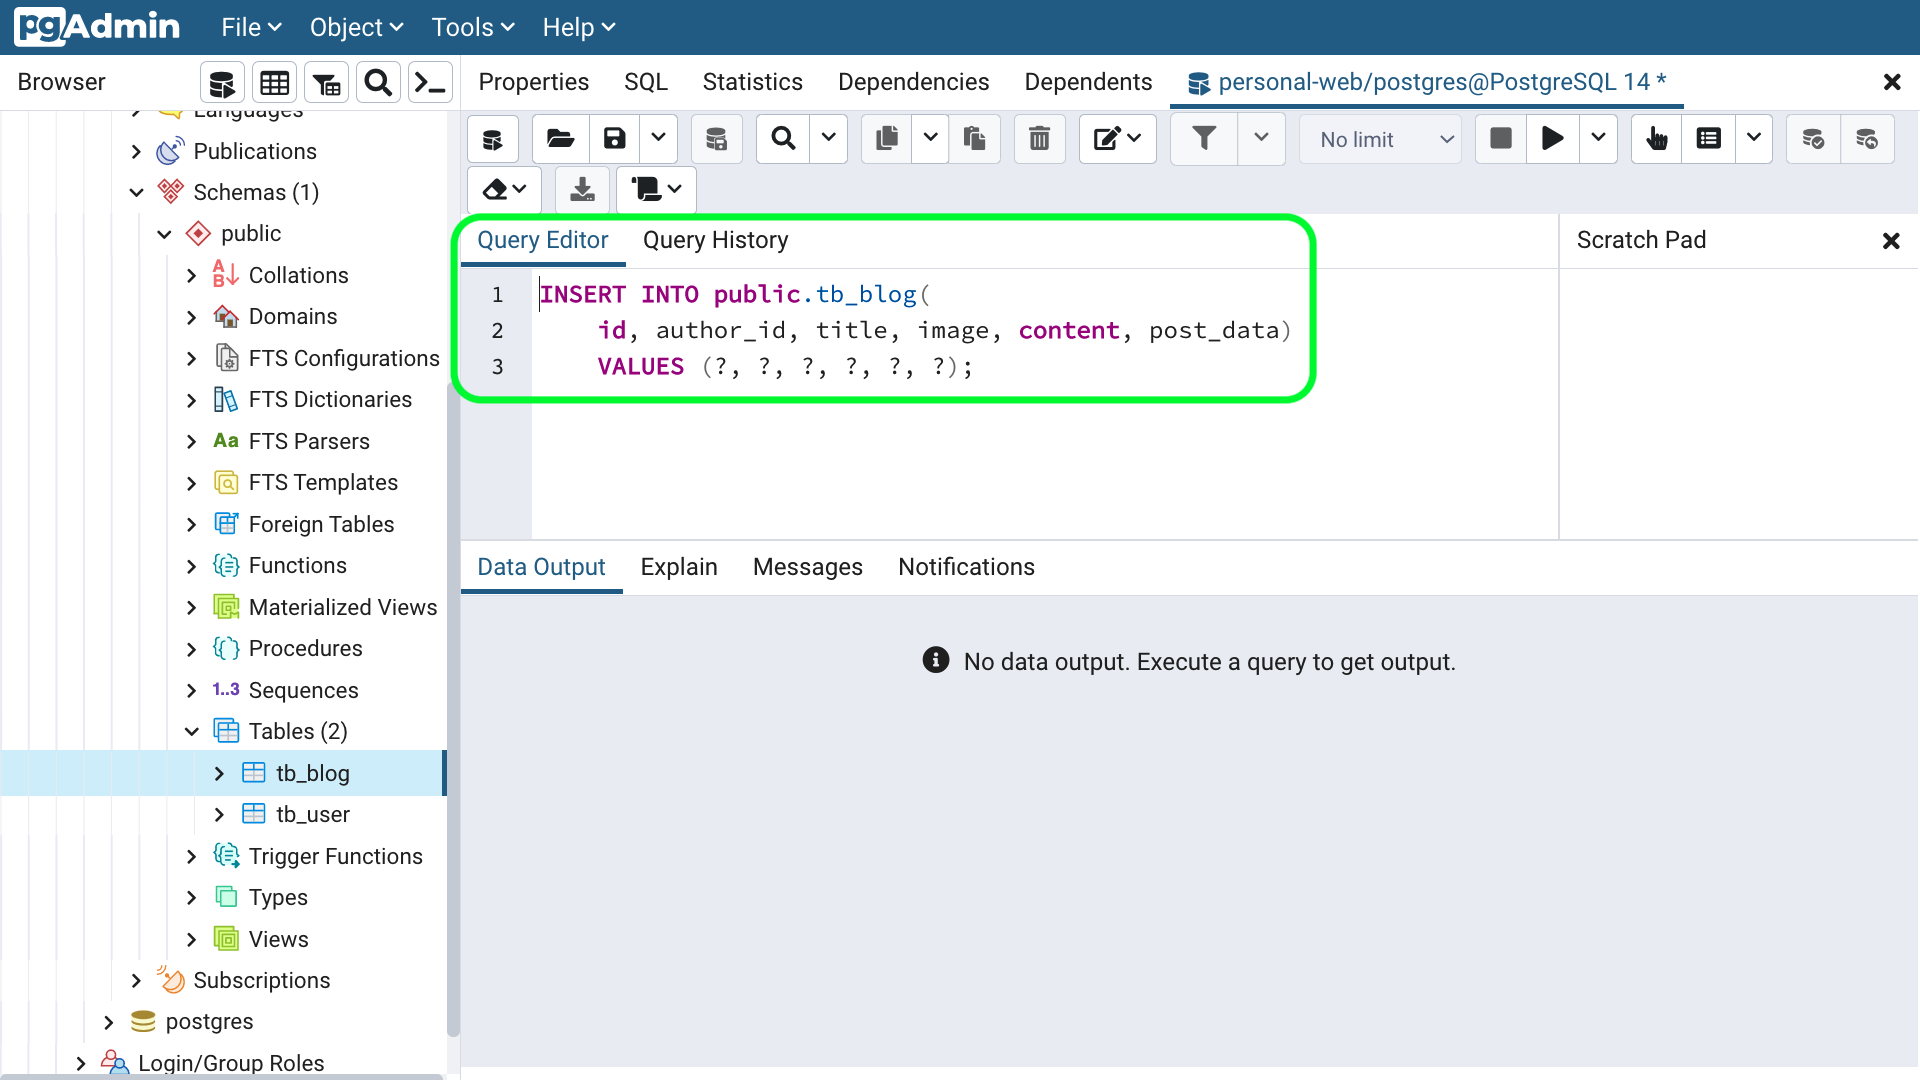 pgAdmin File Object Tools Help
Browser
Properties SQL Statistics Dependencies Dependents personal-web/postgres@PostgreSQL 14 *
No limit
Languages
Publications
Schemas (1)
public
Collations
Domains
FTS Configurations
FTS Dictionaries
Aa FTS Parsers
FTS Templates
Foreign Tables
Functions
Materialized Views
Procedures
1..3 Sequences
Tables (2)
tb_blog
tb_user
Trigger Functions
Types
Views
Subscriptions
postgres
Login/Group Roles
Query Editor Query History
Scratch Pad
1 INSERT INTO public.tb_blog(
2 id, author_id, title, image, content, post_data)
3 VALUES (?, ?, ?, ?, ?, ?);
Data Output Explain Messages Notifications
No data output. Execute a query to get output.